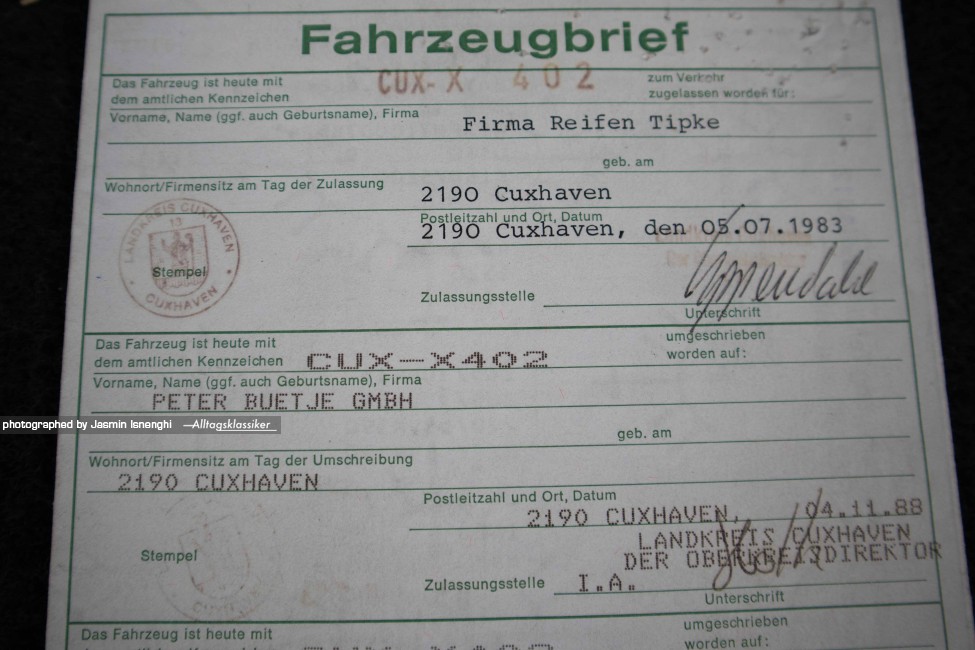 Fahrzeugbrief
Das Fahrzeug ist heute mit
dem amtlichen Kennzeichen CUX-X 402
zum Verkehr
zugelassen worden für:
Vorname, Name (ggf. auch Geburtsname), Firma
Firma Reifen Tipke
geb. am
Wohnort/Firmensitz am Tag der Zulassung
2190 Cuxhaven
Postleitzahl und Ort, Datum
2190 Cuxhaven, den 05.07.1983
LANDKREIS CUXHAVEN
13
Stempel
CUXHAVEN
Zulassungsstelle
Unterschrift
Das Fahrzeug ist heute mit
dem amtlichen Kennzeichen CUX-X402
umgeschrieben
worden auf:
Vorname, Name (ggf. auch Geburtsname), Firma
PETER BUETJE GMBH
photographed by Jasmin Isnenghi —Alltagsklassiker
geb. am
Wohnort/Firmensitz am Tag der Umschreibung
2190 CUXHAVEN
Postleitzahl und Ort, Datum
2190 CUXHAVEN, 04.11.88
LANDKREIS CUXHAVEN
DER OBERKREISDIREKTOR
Stempel
Zulassungsstelle I.A.
Unterschrift
Das Fahrzeug ist heute mit
umgeschrieben
worden auf: